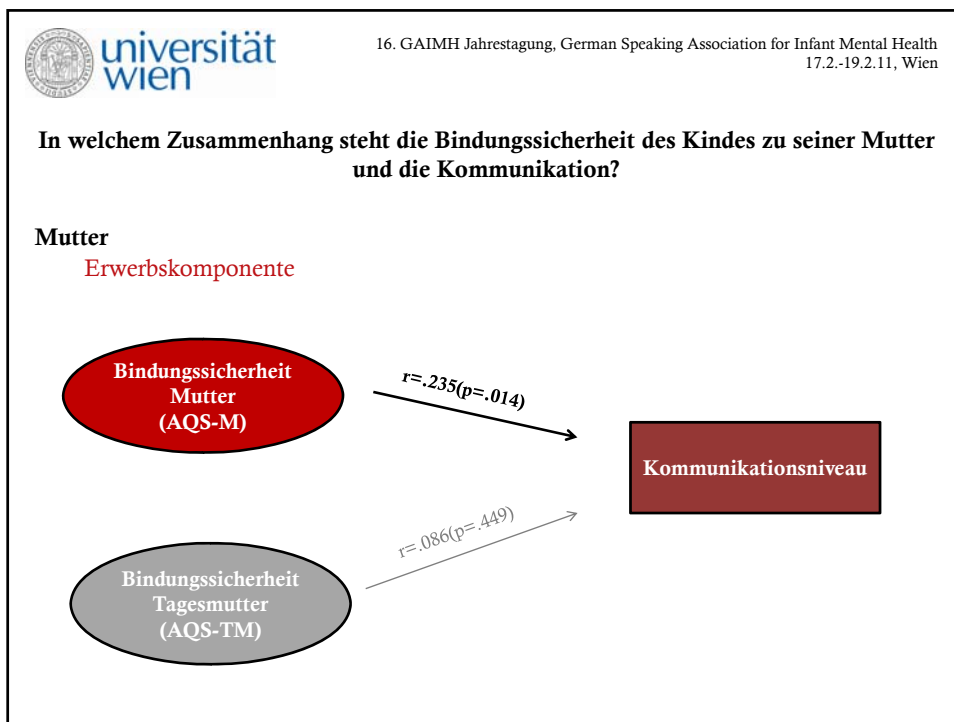 universität
wien
16. GAIMH Jahrestagung, German Speaking Association for Infant Mental Health
17.2.-19.2.11, Wien
In welchem Zusammenhang steht die Bindungssicherheit des Kindes zu seiner Mutter
und die Kommunikation?
Mutter
Erwerbskomponente
Bindungssicherheit
Mutter
(AQS-M)
r=.235(p=.014)
Kommunikationsniveau
r=.086(p=.449)
Bindungssicherheit
Tagesmutter
(AQS-TM)